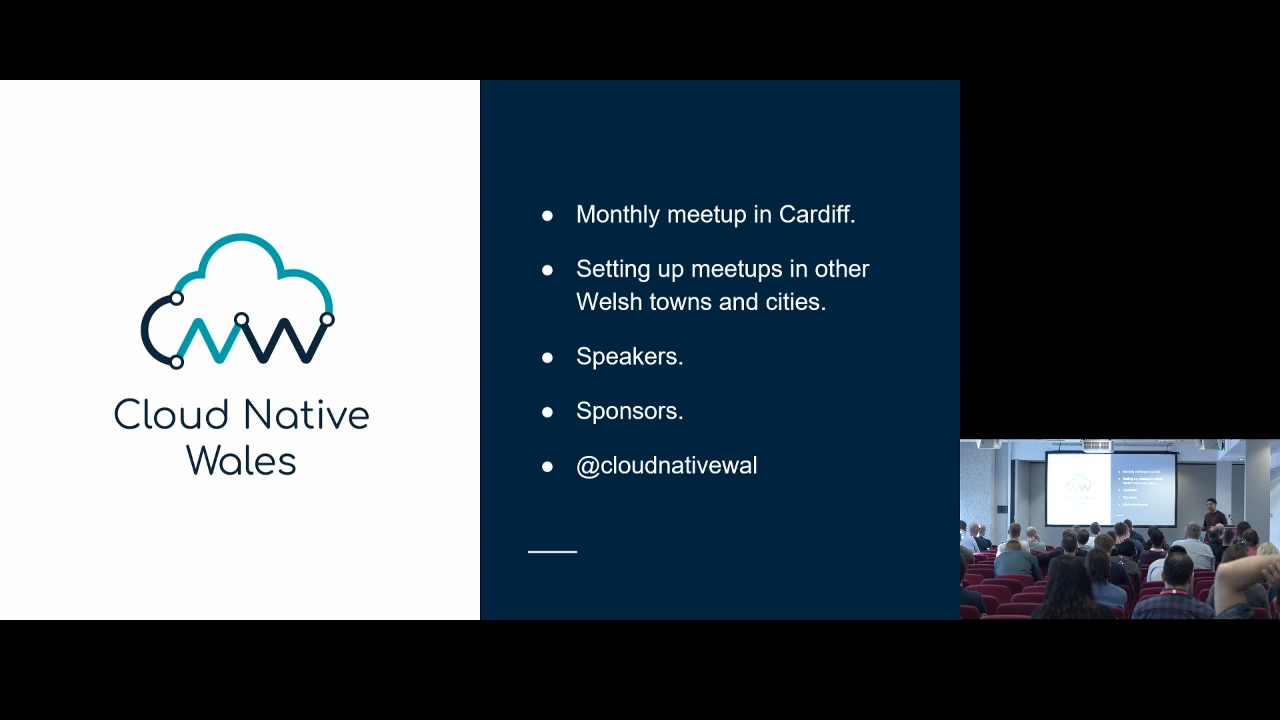 Cloud Native
Wales
● Monthly meetup in Cardiff.
● Setting up meetups in other
Welsh towns and cities.
● Speakers.
● Sponsors.
● @cloudnativewal